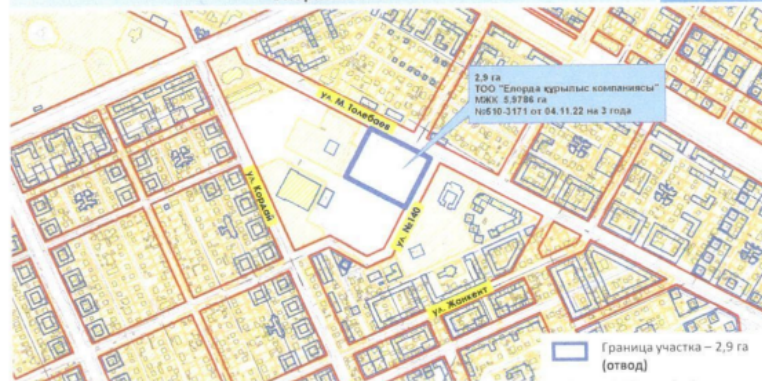 2,9 га
ТОО "Елорда құрылыс компаниясы"
МЖК 5,9786 га
№510-3171 от 04.11.22 на 3 года
ул. М. Толебаев
ул. Кордай
ул. №140
ул. Жанкент
Граница участка – 2,9 га
(отвод)